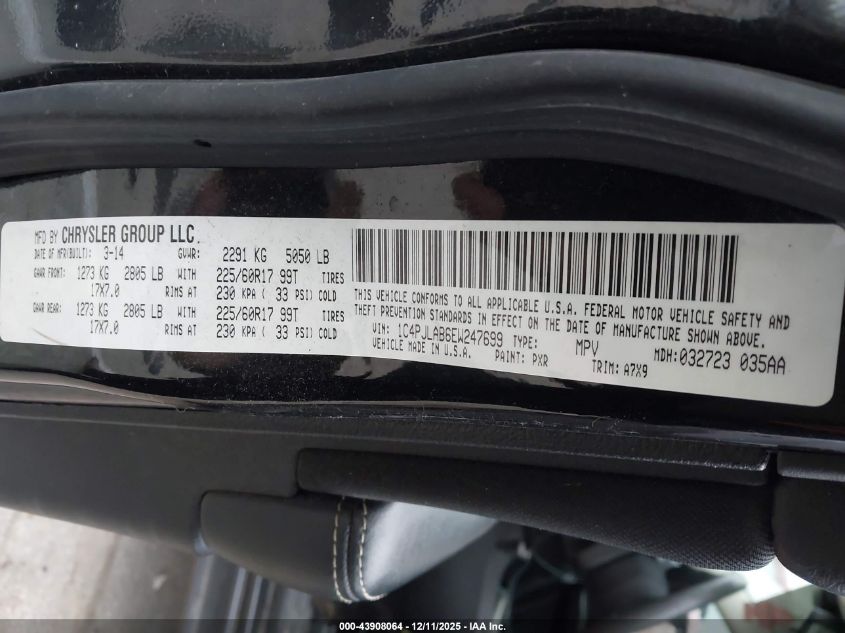 MFD BY CHRYSLER GROUP LLC.
DATE OF MFR(BUILT): 3-14 GVWR: 2291 KG 5050 LB
GAWR FRONT: 1273 KG 2805 LB WITH 225/60R17 99T TIRES
17X7.0 RIMS AT 230 KPA ( 33 PSI) COLD
GAWR REAR: 1273 KG 2805 LB WITH 225/60R17 99T TIRES
17X7.0 RIMS AT 230 KPA ( 33 PSI) COLD
THIS VEHICLE CONFORMS TO ALL APPLICABLE U.S.A. FEDERAL MOTOR VEHICLE SAFETY AND
THEFT PREVENTION STANDARDS IN EFFECT ON THE DATE OF MANUFACTURE SHOWN ABOVE.
VIN: 1C4PJLAB6EW247699 TYPE: MPV MDH:032723 035AA
VEHICLE MADE IN U.S.A. PAINT: PXR TRIM: A7X9
000-43908064 - 12/11/2025 - IAA Inc.